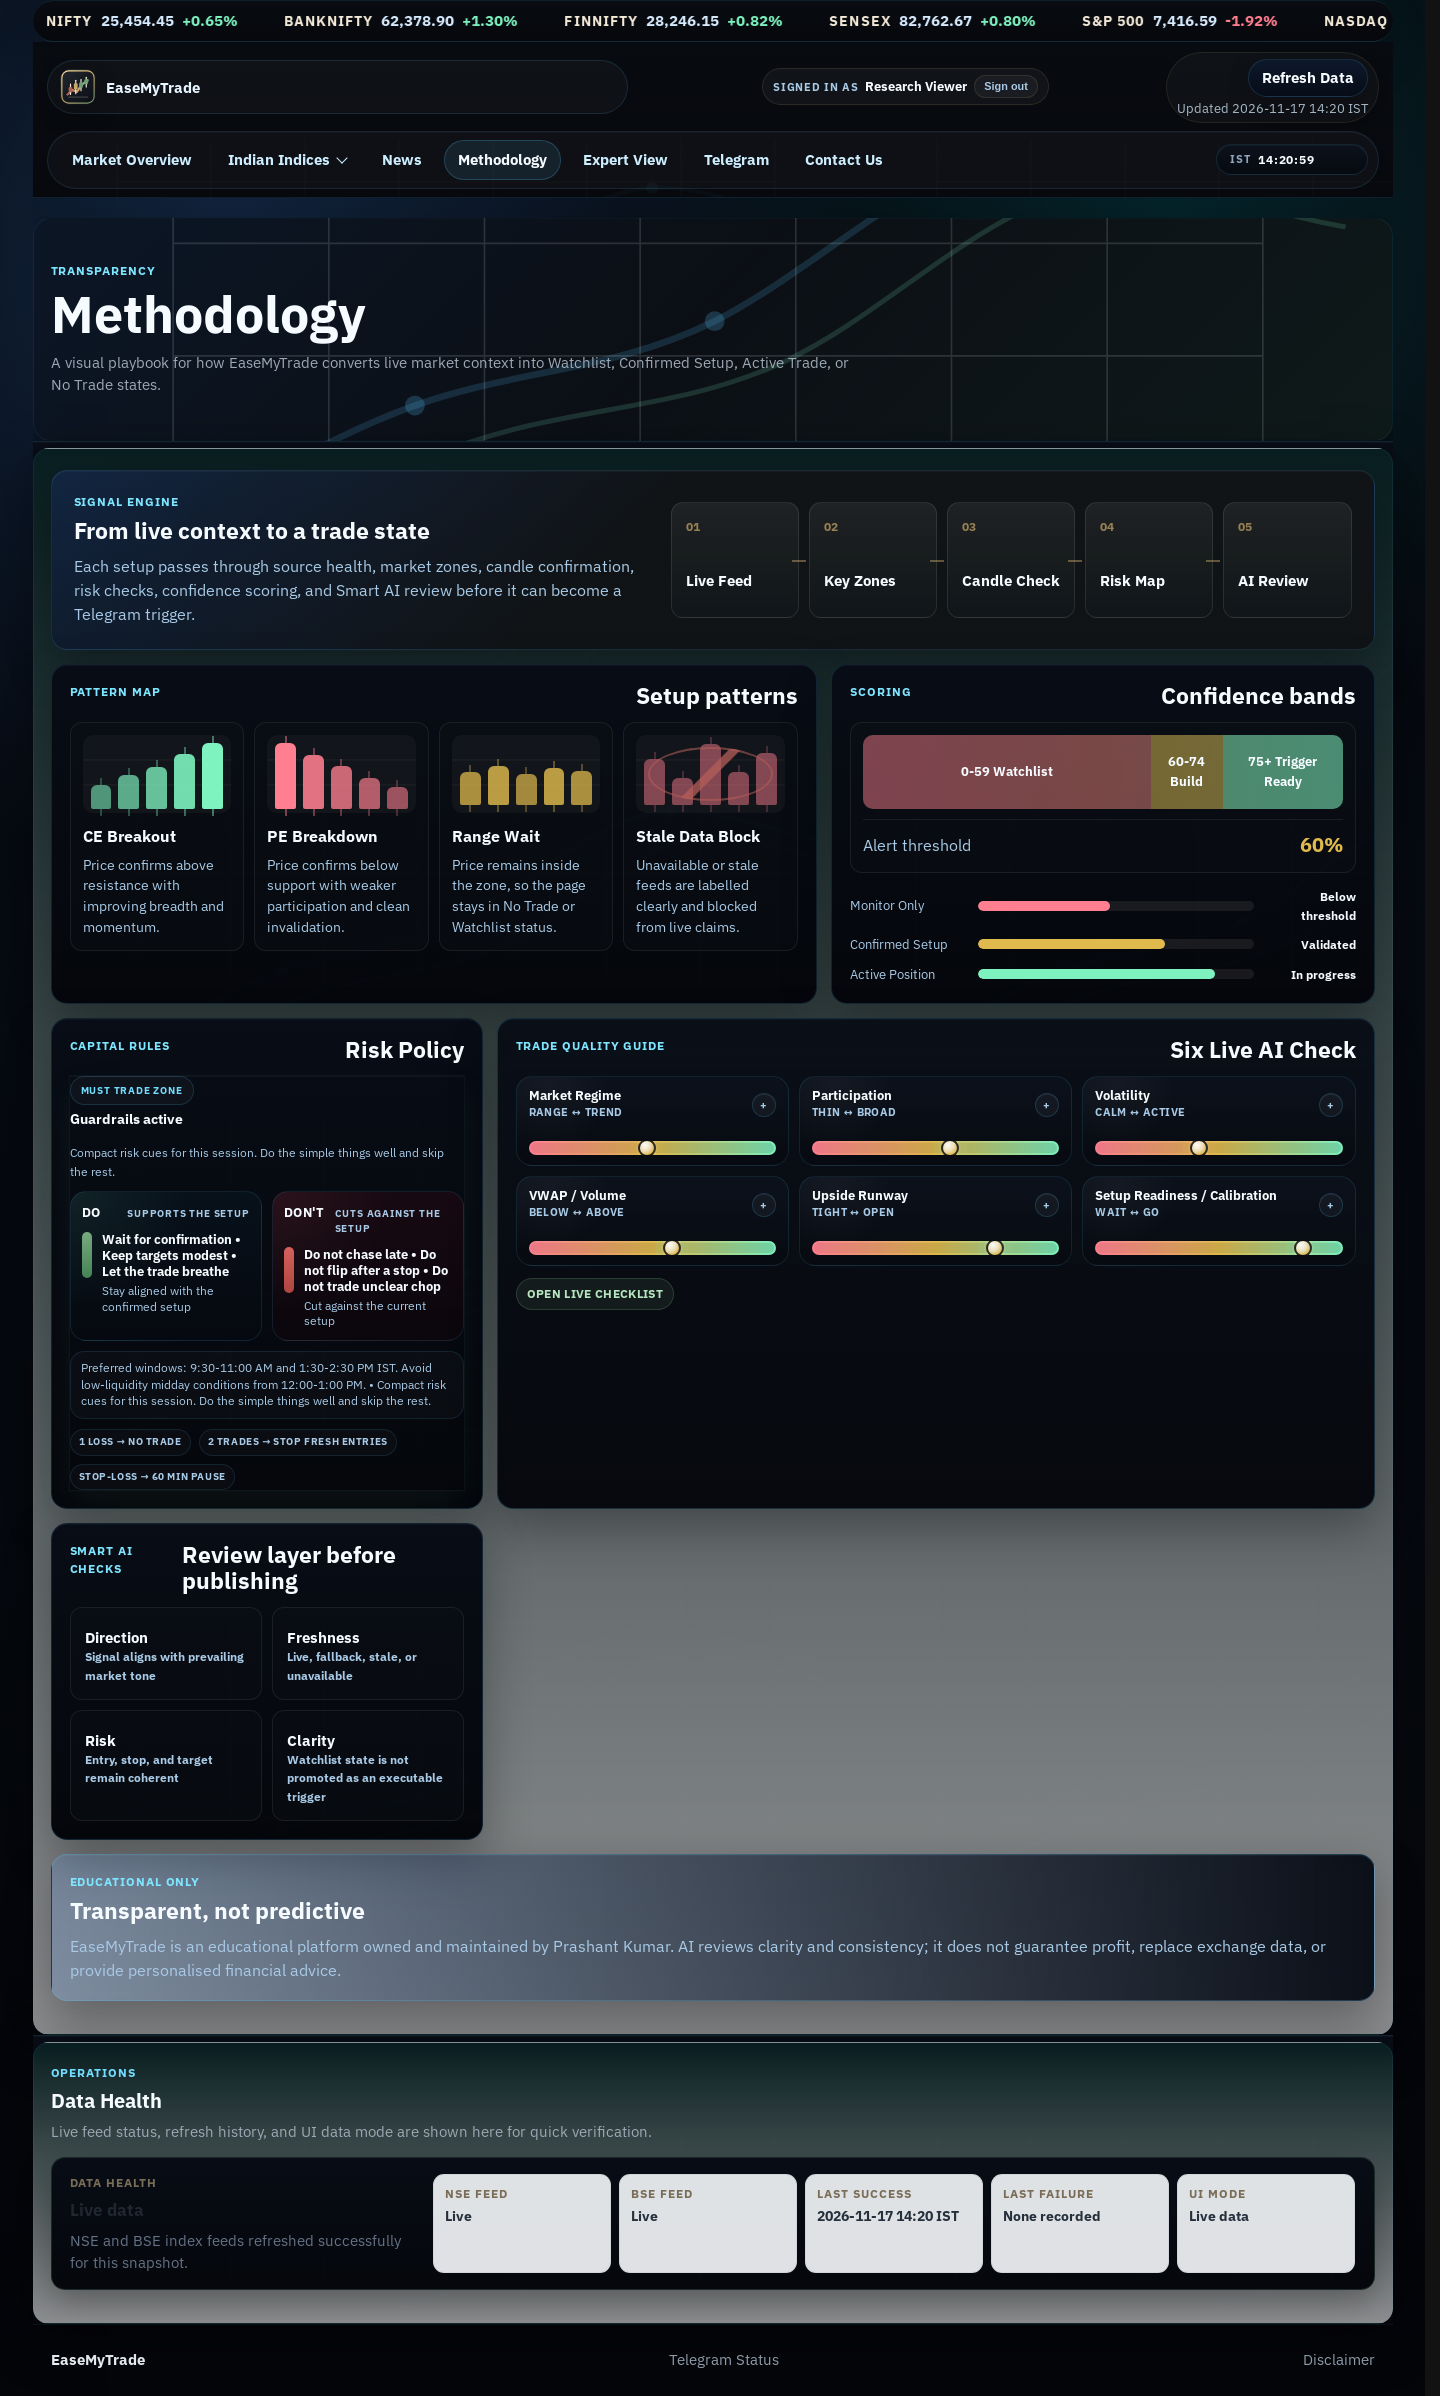 NIFTY 25,454.45 +0.65% BANKNIFTY 62,378.90 +1.30% FINNIFTY 28,246.15 +0.82% SENSEX 82,762.67 +0.80% S&P 500 7,416.59 -1.92% NASDAQ
EaseMyTrade
SIGNED IN AS Research Viewer Sign out
Refresh Data
Updated 2026-11-17 14:20 IST
Market Overview Indian Indices News Methodology Expert View Telegram Contact Us
IST 14:20:59
TRANSPARENCY
Methodology
A visual playbook for how EaseMyTrade converts live market context into Watchlist, Confirmed Setup, Active Trade, or
No Trade states.
SIGNAL ENGINE
From live context to a trade state
Each setup passes through source health, market zones, candle confirmation,
risk checks, confidence scoring, and Smart AI review before it can become a
Telegram trigger.
01
Live Feed
02
Key Zones
03
Candle Check
04
Risk Map
05
AI Review
PATTERN MAP
Setup patterns
CE Breakout
Price confirms above
resistance with
improving breadth and
momentum.
PE Breakdown
Price confirms below
support with weaker
participation and clean
invalidation.
Range Wait
Price remains inside
the zone, so the page
stays in No Trade or
Watchlist status.
Stale Data Block
Unavailable or stale
feeds are labelled
clearly and blocked
from live claims.
SCORING
Confidence bands
0-59 Watchlist
60-74
Build
75+ Trigger
Ready
Alert threshold 60%
Monitor Only
Below
threshold
Confirmed Setup Validated
Active Position In progress
CAPITAL RULES
Risk Policy
MUST TRADE ZONE
Guardrails active
Compact risk cues for this session. Do the simple things well and skip
the rest.
DO SUPPORTS THE SETUP
Wait for confirmation •
Keep targets modest •
Let the trade breathe
Stay aligned with the
confirmed setup
DON'T CUTS AGAINST THE
SETUP
Do not chase late • Do
not flip after a stop • Do
not trade unclear chop
Cut against the current
setup
Preferred windows: 9:30-11:00 AM and 1:30-2:30 PM IST. Avoid
low-liquidity midday conditions from 12:00-1:00 PM. • Compact risk
cues for this session. Do the simple things well and skip the rest.
1 LOSS → NO TRADE 2 TRADES → STOP FRESH ENTRIES
STOP-LOSS → 60 MIN PAUSE
TRADE QUALITY GUIDE
Six Live AI Check
Market Regime
RANGE ↔ TREND
+
Participation
THIN ↔ BROAD
+
Volatility
CALM ↔ ACTIVE
+
VWAP / Volume
BELOW ↔ ABOVE
+
Upside Runway
TIGHT ↔ OPEN
+
Setup Readiness / Calibration
WAIT ↔ GO
+
OPEN LIVE CHECKLIST
SMART AI
CHECKS
Review layer before
publishing
Direction
Signal aligns with prevailing
market tone
Freshness
Live, fallback, stale, or
unavailable
Risk
Entry, stop, and target
remain coherent
Clarity
Watchlist state is not
promoted as an executable
trigger
EDUCATIONAL ONLY
Transparent, not predictive
EaseMyTrade is an educational platform owned and maintained by Prashant Kumar. AI reviews clarity and consistency; it does not guarantee profit, replace exchange data, or
provide personalised financial advice.
OPERATIONS
Data Health
Live feed status, refresh history, and UI data mode are shown here for quick verification.
DATA HEALTH
Live data
NSE and BSE index feeds refreshed successfully
for this snapshot.
NSE FEED
Live
BSE FEED
Live
LAST SUCCESS
2026-11-17 14:20 IST
LAST FAILURE
None recorded
UI MODE
Live data
EaseMyTrade Telegram Status Disclaimer